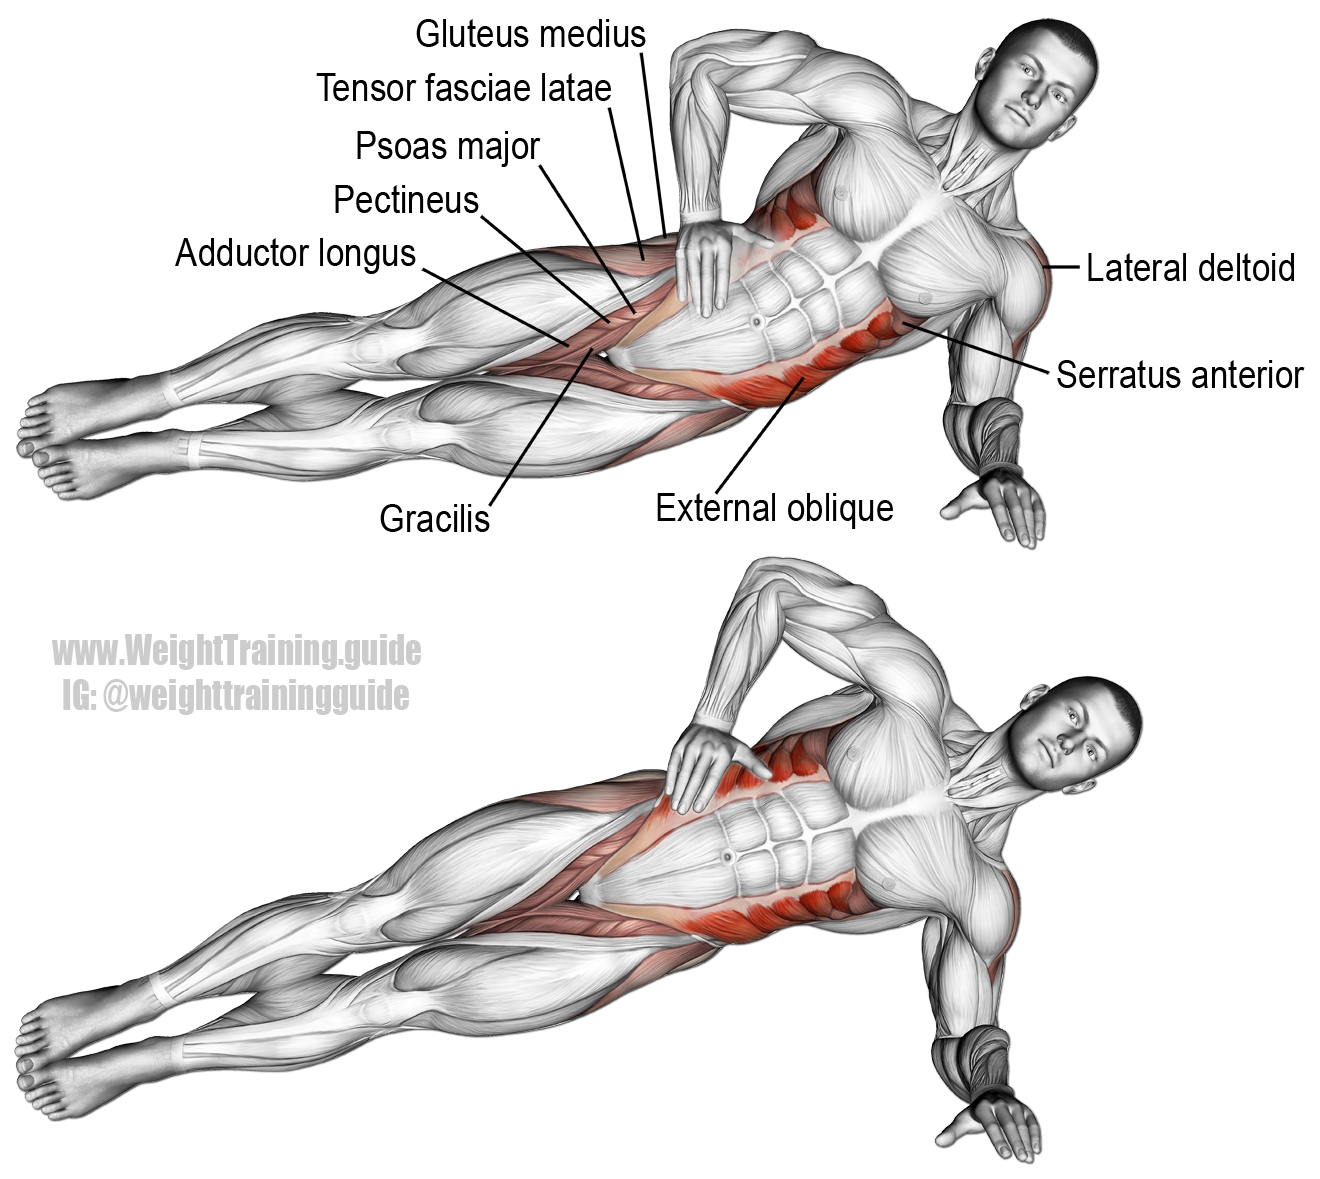 Gluteus medius
Tensor fasciae latae
Psoas major
Pectineus
Adductor longus
Lateral deltoid
Serratus anterior
Gracilis
External oblique
www.WeightTraining.guide
IG: @weighttrainingguide